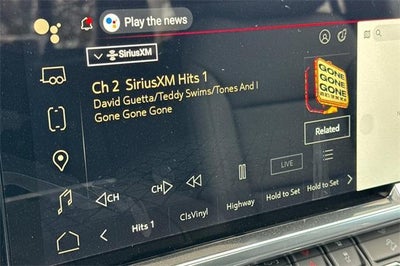 Play the news
SiriusXM
Ch 2 SiriusXM Hits 1
David Guetta/Teddy Swims/Tones And I
Gone Gone Gone
GONE
GONE
GONE
Related
CH
CH
LIVE
Hits 1
ClsVinyl
Highway
Hold to Set
Hold to Set